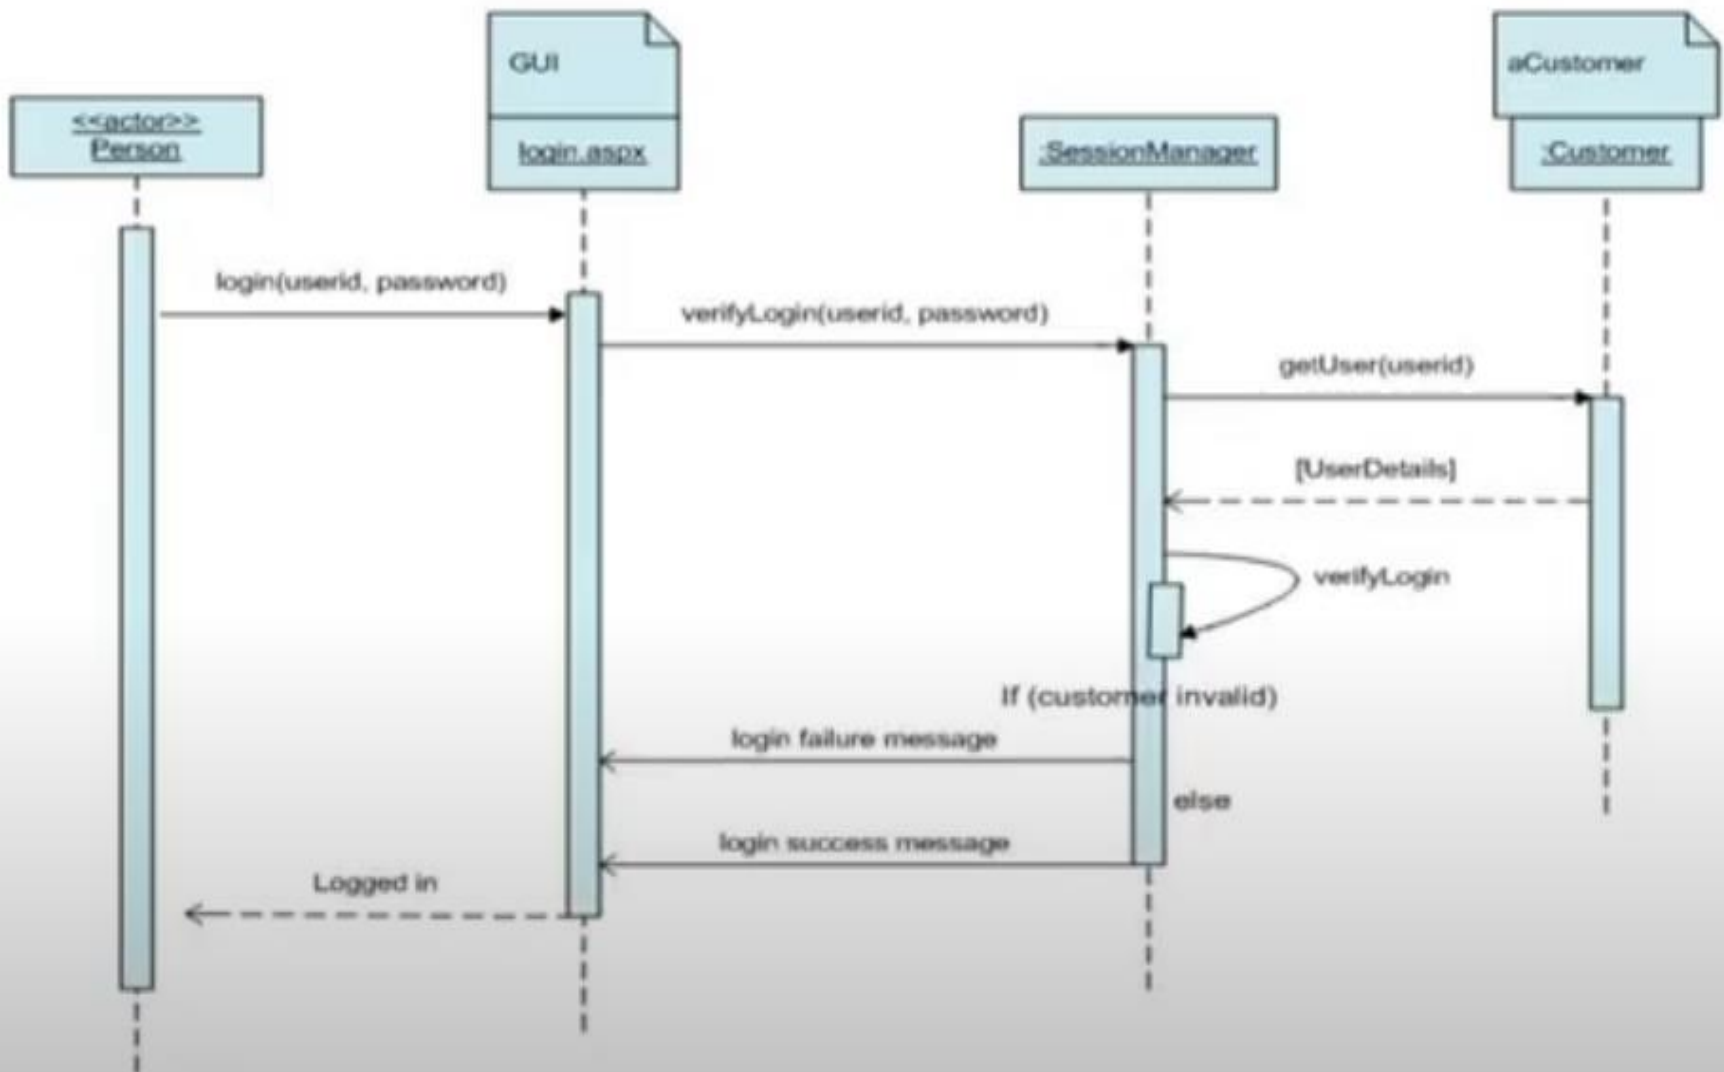 GUI
aCustomer
<<actor>>
Person
login.aspx
:SessionManager
:Customer
login(userid, password)
verifyLogin(userid, password)
getUser(userid)
[UserDetails]
verifyLogin
If (customer invalid)
login failure message
else
login success message
Logged in